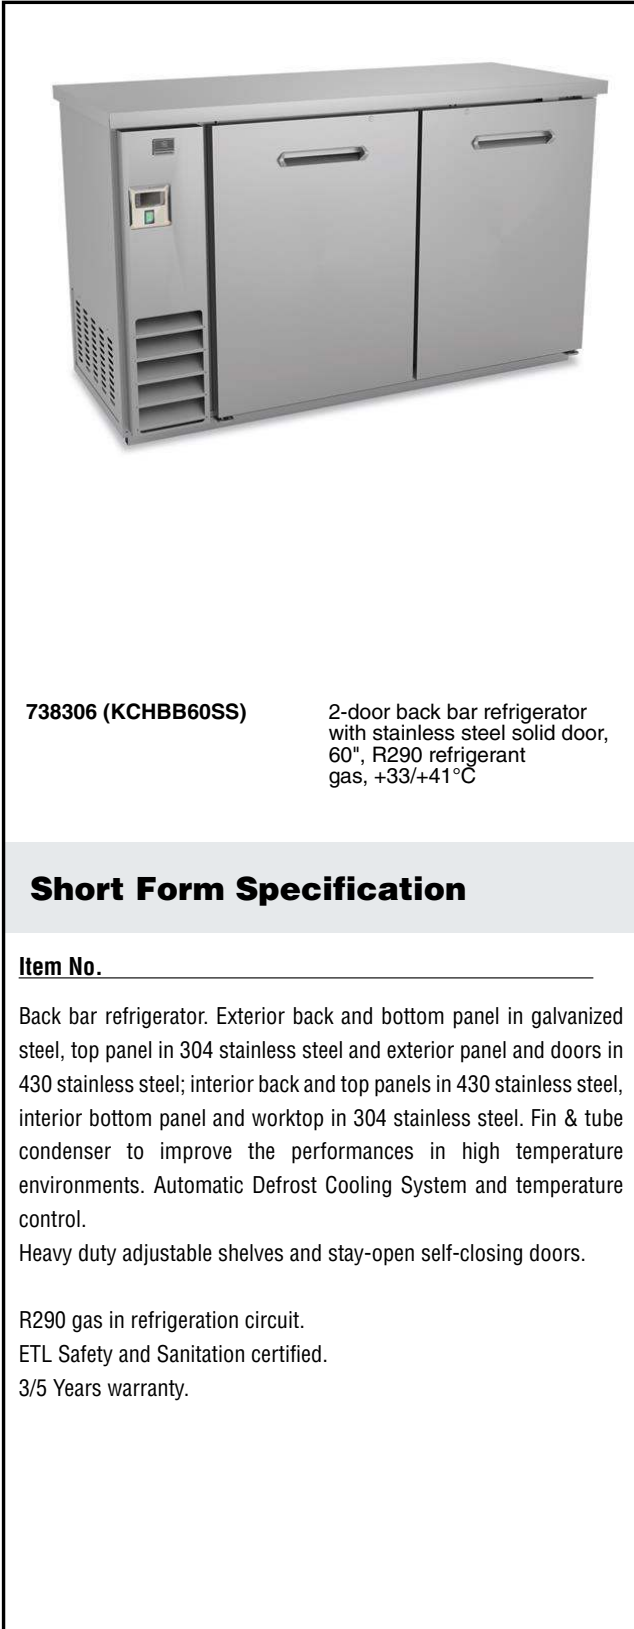 738306 (KCHBB60SS)
2-door back bar refrigerator
with stainless steel solid door,
60", R290 refrigerant
gas, +33/+41°C
Short Form Specification
Item No.
Back bar refrigerator. Exterior back and bottom panel in galvanized
steel, top panel in 304 stainless steel and exterior panel and doors in
430 stainless steel; interior back and top panels in 430 stainless steel,
interior bottom panel and worktop in 304 stainless steel. Fin & tube
condenser to improve the performances in high temperature
environments. Automatic Defrost Cooling System and temperature
control.
Heavy duty adjustable shelves and stay-open self-closing doors.
R290 gas in refrigeration circuit.
ETL Safety and Sanitation certified.
3/5 Years warranty.